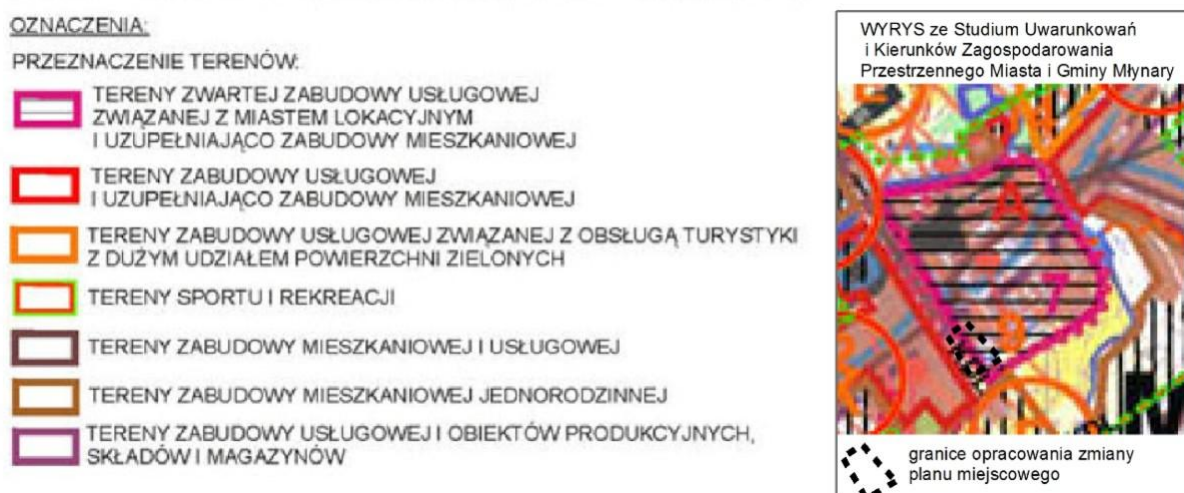 OZNACZENIA:
PRZEZNACZENIE TERENÓW:
TERENY ZWARTEJ ZABUDOWY USŁUGOWEJ
ZWIĄZANEJ Z MIASTEM LOKACYJNYM
I UZUPEŁNIAJĄCO ZABUDOWY MIESZKANIOWEJ
TERENY ZABUDOWY USŁUGOWEJ
I UZUPEŁNIAJĄCO ZABUDOWY MIESZKANIOWEJ
TERENY ZABUDOWY USŁUGOWEJ ZWIĄZANEJ Z OBSŁUGĄ TURYSTYKI
Z DUŻYM UDZIAŁEM POWIERZCHNI ZIELONYCH
TERENY SPORTU I REKREACJI
TERENY ZABUDOWY MIESZKANIOWEJ I USŁUGOWEJ
TERENY ZABUDOWY MIESZKANIOWEJ JEDNORODZINNEJ
TERENY ZABUDOWY USŁUGOWEJ I OBIEKTÓW PRODUKCYJNYCH,
SKŁADÓW I MAGAZYNÓW
WYRYS ze Studium Uwarunkowań
i Kierunków Zagospodarowania
Przestrzennego Miasta i Gminy Młynary
A
7
B
granice opracowania zmiany
planu miejscowego